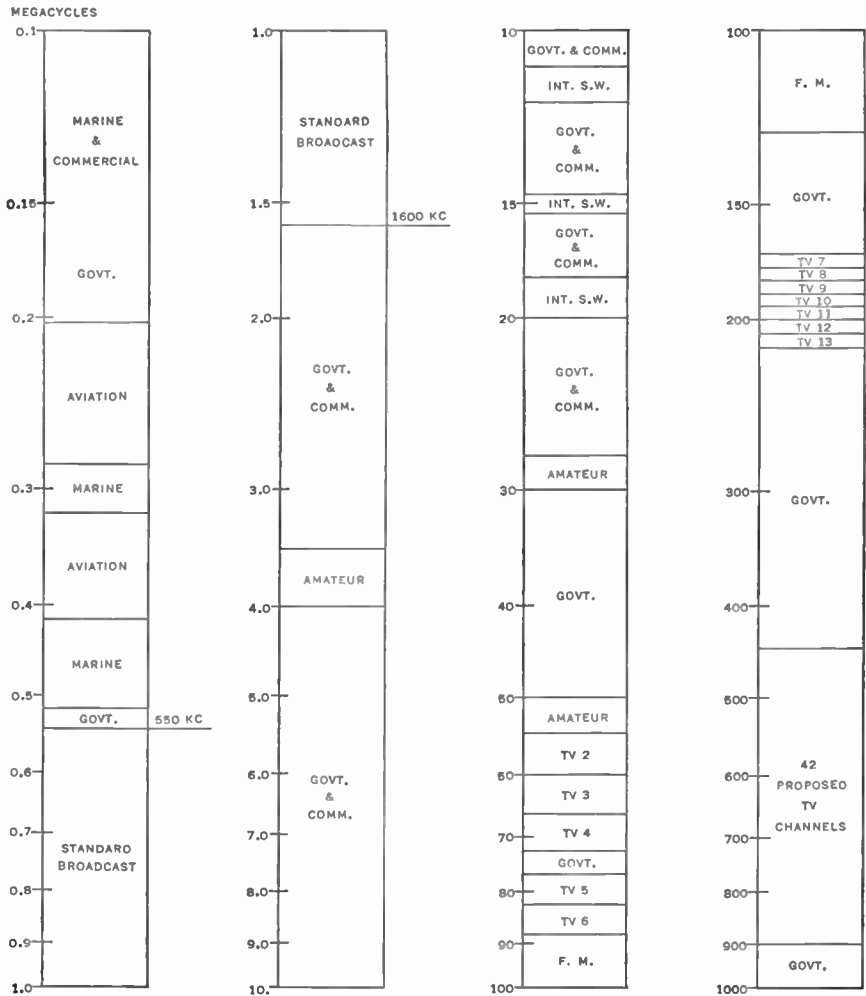 MEGACYCLES
0.1
MARINE
&
COMMERCIAL
0.15
GOVT.
0.2
AVIATION
0.3
MARINE
AVIATION
0.4
MARINE
0.5
GOVT.
550 KC
0.6
0.7
STANDARD
BROADCAST
0.8
0.9
1.0
1.0
STANDARD
BROADCAST
1.5
1600 KC
2.0
GOVT.
&
COMM.
3.0
AMATEUR
4.0
5.0
6.0
GOVT.
&
COMM.
7.0
8.0
9.0
10.
10
GOVT. & COMM.
INT. S.W.
GOVT.
&
COMM.
15
INT. S.W.
GOVT.
&
COMM.
INT. S.W.
20
GOVT.
&
COMM.
AMATEUR
30
40
GOVT.
50
AMATEUR
TV 2
60
TV 3
TV 4
70
GOVT.
TV 5
80
TV 6
90
F. M.
100
100
F. M.
GOVT.
150
TV 7
TV 8
TV 9
TV 10
TV 11
200
TV 12
TV 13
300
GOVT.
400
500
42
PROPOSED
TV
CHANNELS
600
700
800
900
GOVT.
1000